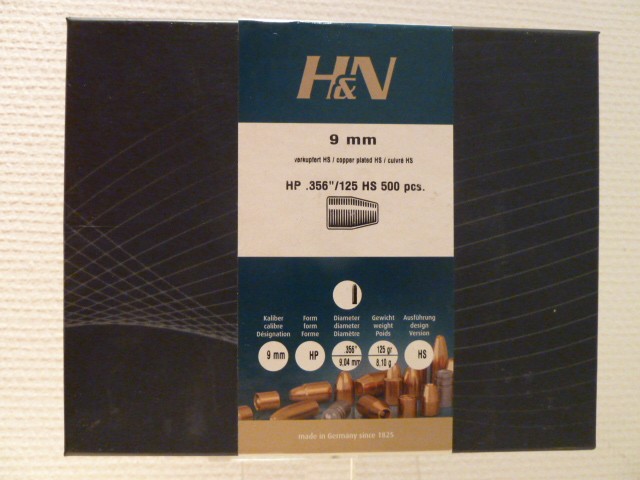 H&N
9 mm
verkupfert HS / copper plated HS / cuivré HS
HP .356"/125 HS 500 pcs.
Kaliber Form Diameter Gewicht Ausführung
calibre form diameter weight design
Désignation Forme Diamètre Poids Version
9 mm HP .356" 125 gr HS
9,04 mm 8,10 g
made in Germany since 1825